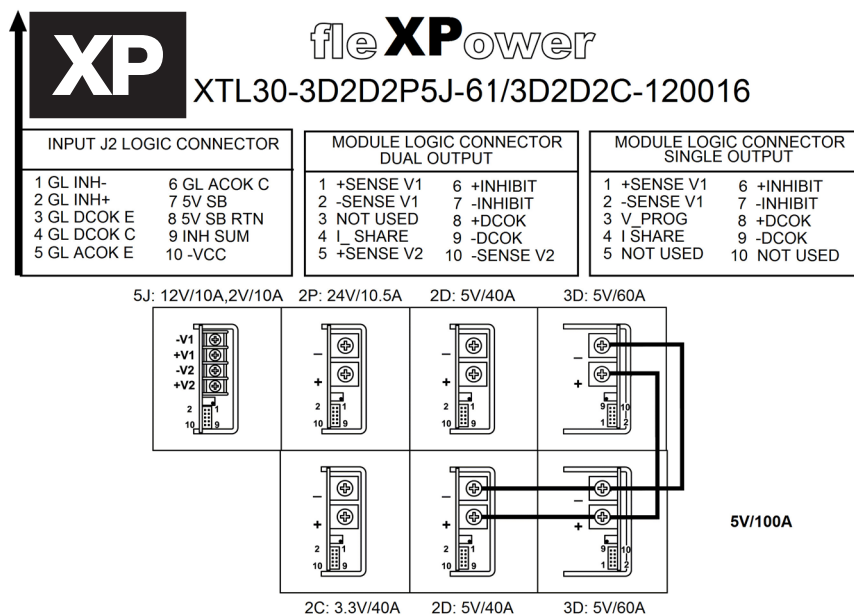 XP
fleXPower
XTL30-3D2D2P5J-61/3D2D2C-120016
INPUT J2 LOGIC CONNECTOR
1 GL INH-
2 GL INH+
3 GL DCOK E
4 GL DCOK C
5 GL ACOK E
6 GL ACOK C
7 5V SB
8 5V SB RTN
9 INH SUM
10 -VCC
MODULE LOGIC CONNECTOR
DUAL OUTPUT
1 +SENSE V1
2 -SENSE V1
3 NOT USED
4 I_ SHARE
5 +SENSE V2
6 +INHIBIT
7 -INHIBIT
8 +DCOK
9 -DCOK
10 -SENSE V2
MODULE LOGIC CONNECTOR
SINGLE OUTPUT
1 +SENSE V1
2 -SENSE V1
3 V_PROG
4 I SHARE
5 NOT USED
6 +INHIBIT
7 -INHIBIT
8 +DCOK
9 -DCOK
10 NOT USED
5J: 12V/10A,2V/10A
2P: 24V/10.5A
2D: 5V/40A
3D: 5V/60A
-V1
+V1
-V2
+V2
2 1
10 9
–
+
2 1
10 9
–
+
2 1
10 9
–
+
9 10
1 2
–
+
2 1
10 9
–
+
2 1
10 9
–
+
9 10
1 2
5V/100A
2C: 3.3V/40A
2D: 5V/40A
3D: 5V/60A